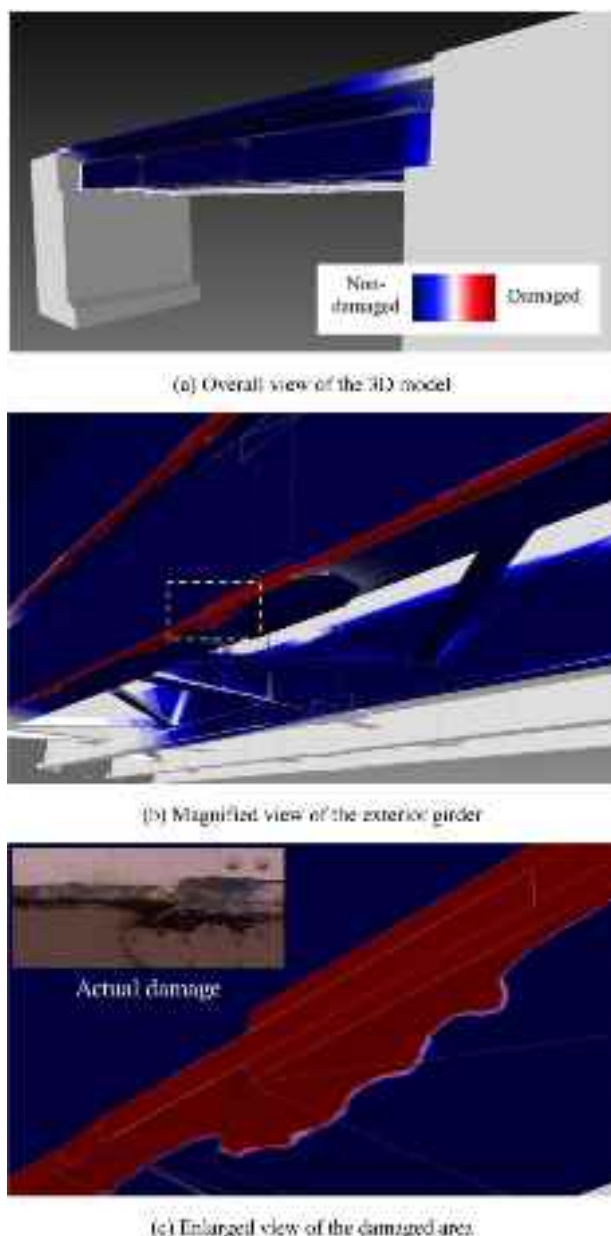 Non-
damaged
Damaged
(a) Overall view of the 3D model
(b) Magnified view of the exterior girder
Actual damage
(c) Enlarged view of the damaged area